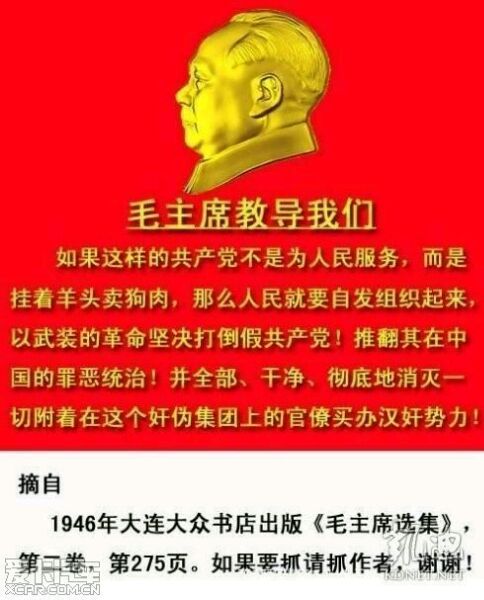 毛主席教导我们
如果这样的共产党不是为人民服务，而是
挂着羊头卖狗肉，那么人民就要自发组织起来，
以武装的革命坚决打倒假共产党！推翻其在中
国的罪恶统治！并全部、干净、彻底地消灭一
切附着在这个奸伪集团上的官僚买办汉奸势力！
摘自
1946年大连大众书店出版《毛主席选集》，
第二卷，第275页。如果要抓请抓作者，谢谢！
爱卡汽车
XCAR.COM.CN
KDNET.NET